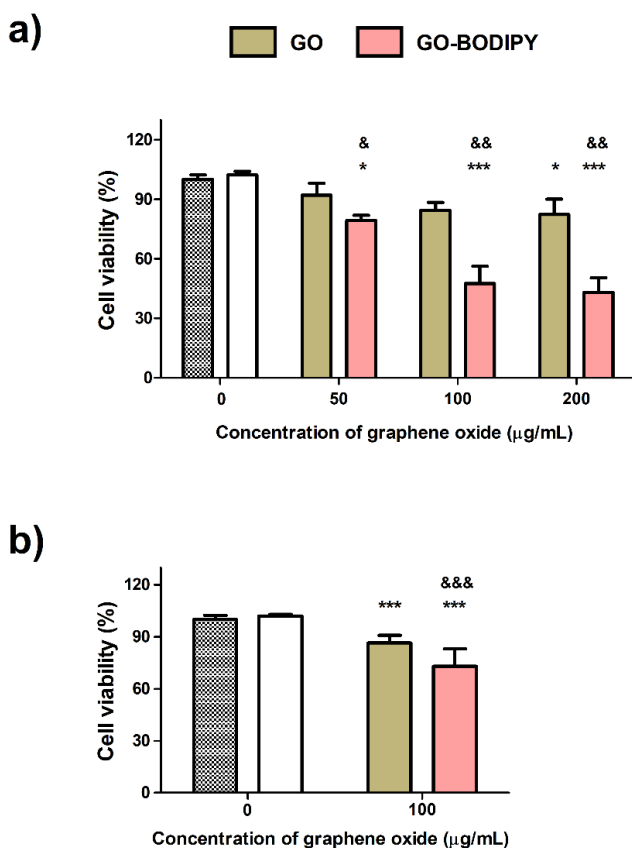 a)
GO GO-BODIPY
& && &&
* *** * ***
120
90
60
30
0
Cell viability (%)
0 50 100 200
Concentration of graphene oxide (μg/mL)
b)
&&&
*** ***
120
90
60
30
0
Cell viability (%)
0 100
Concentration of graphene oxide (μg/mL)